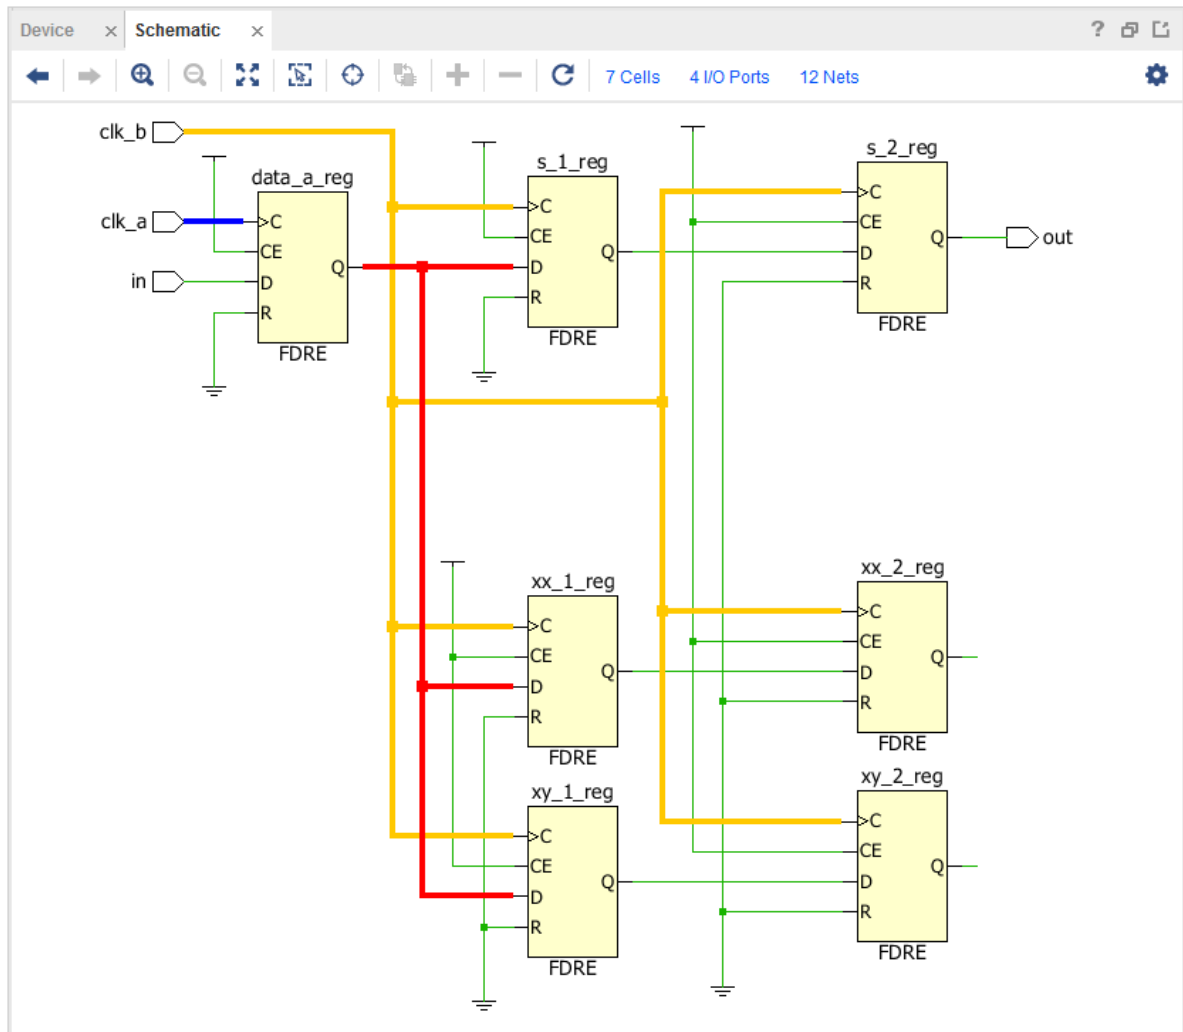 Device × Schematic × ?
7 Cells 4 I/O Ports 12 Nets
clk_b
data_a_reg
s_1_reg
s_2_reg
clk_a
C
CE
D
R
Q
FDRE
in
C
CE
D
R
Q
FDRE
C
CE
D
R
Q
FDRE
out
xx_1_reg
C
CE
D
R
Q
FDRE
xx_2_reg
C
CE
D
R
Q
FDRE
xy_1_reg
C
CE
D
R
Q
FDRE
xy_2_reg
C
CE
D
R
Q
FDRE